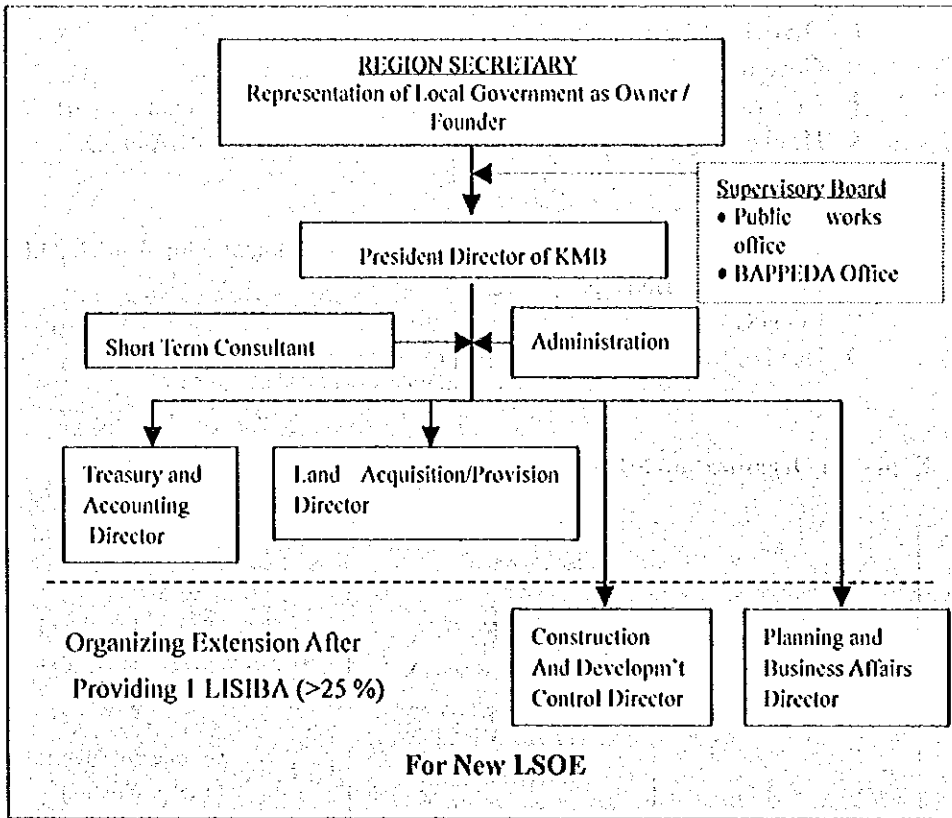 REGION SECRETARY
Representation of Local Government as Owner /
Founder
Supervisory Board
• Public works
office
• BAPPEDA Office
President Director of KMB
Short Term Consultant
Administration
Treasury and
Accounting
Director
Land Acquisition/Provision
Director
Organizing Extension After
Providing 1 LISIBA (>25 %)
Construction
And Developm't
Control Director
Planning and
Business Affairs
Director
For New LSOE